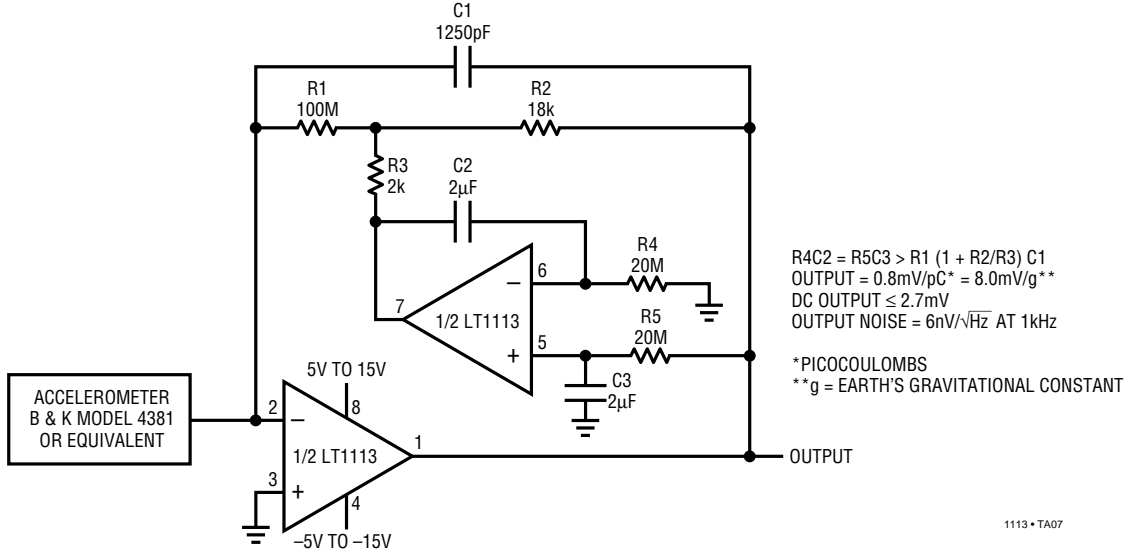 C1
1250pF
R1
100M
R2
18k
R3
2k
C2
2µF
R4
20M
6
−
7
1/2 LT1113
R5
20M
+
5
C3
2µF
R4C2 = R5C3 > R1 (1 + R2/R3) C1
OUTPUT = 0.8mV/pC* = 8.0mV/g**
DC OUTPUT ≤ 2.7mV
OUTPUT NOISE = 6nV/√Hz AT 1kHz
*PICOCOULOMBS
**g = EARTH'S GRAVITATIONAL CONSTANT
ACCELEROMETER
B & K MODEL 4381
OR EQUIVALENT
5V TO 15V
8
2
−
1/2 LT1113
1
3
+
4
–5V TO –15V
OUTPUT
1113 • TA07